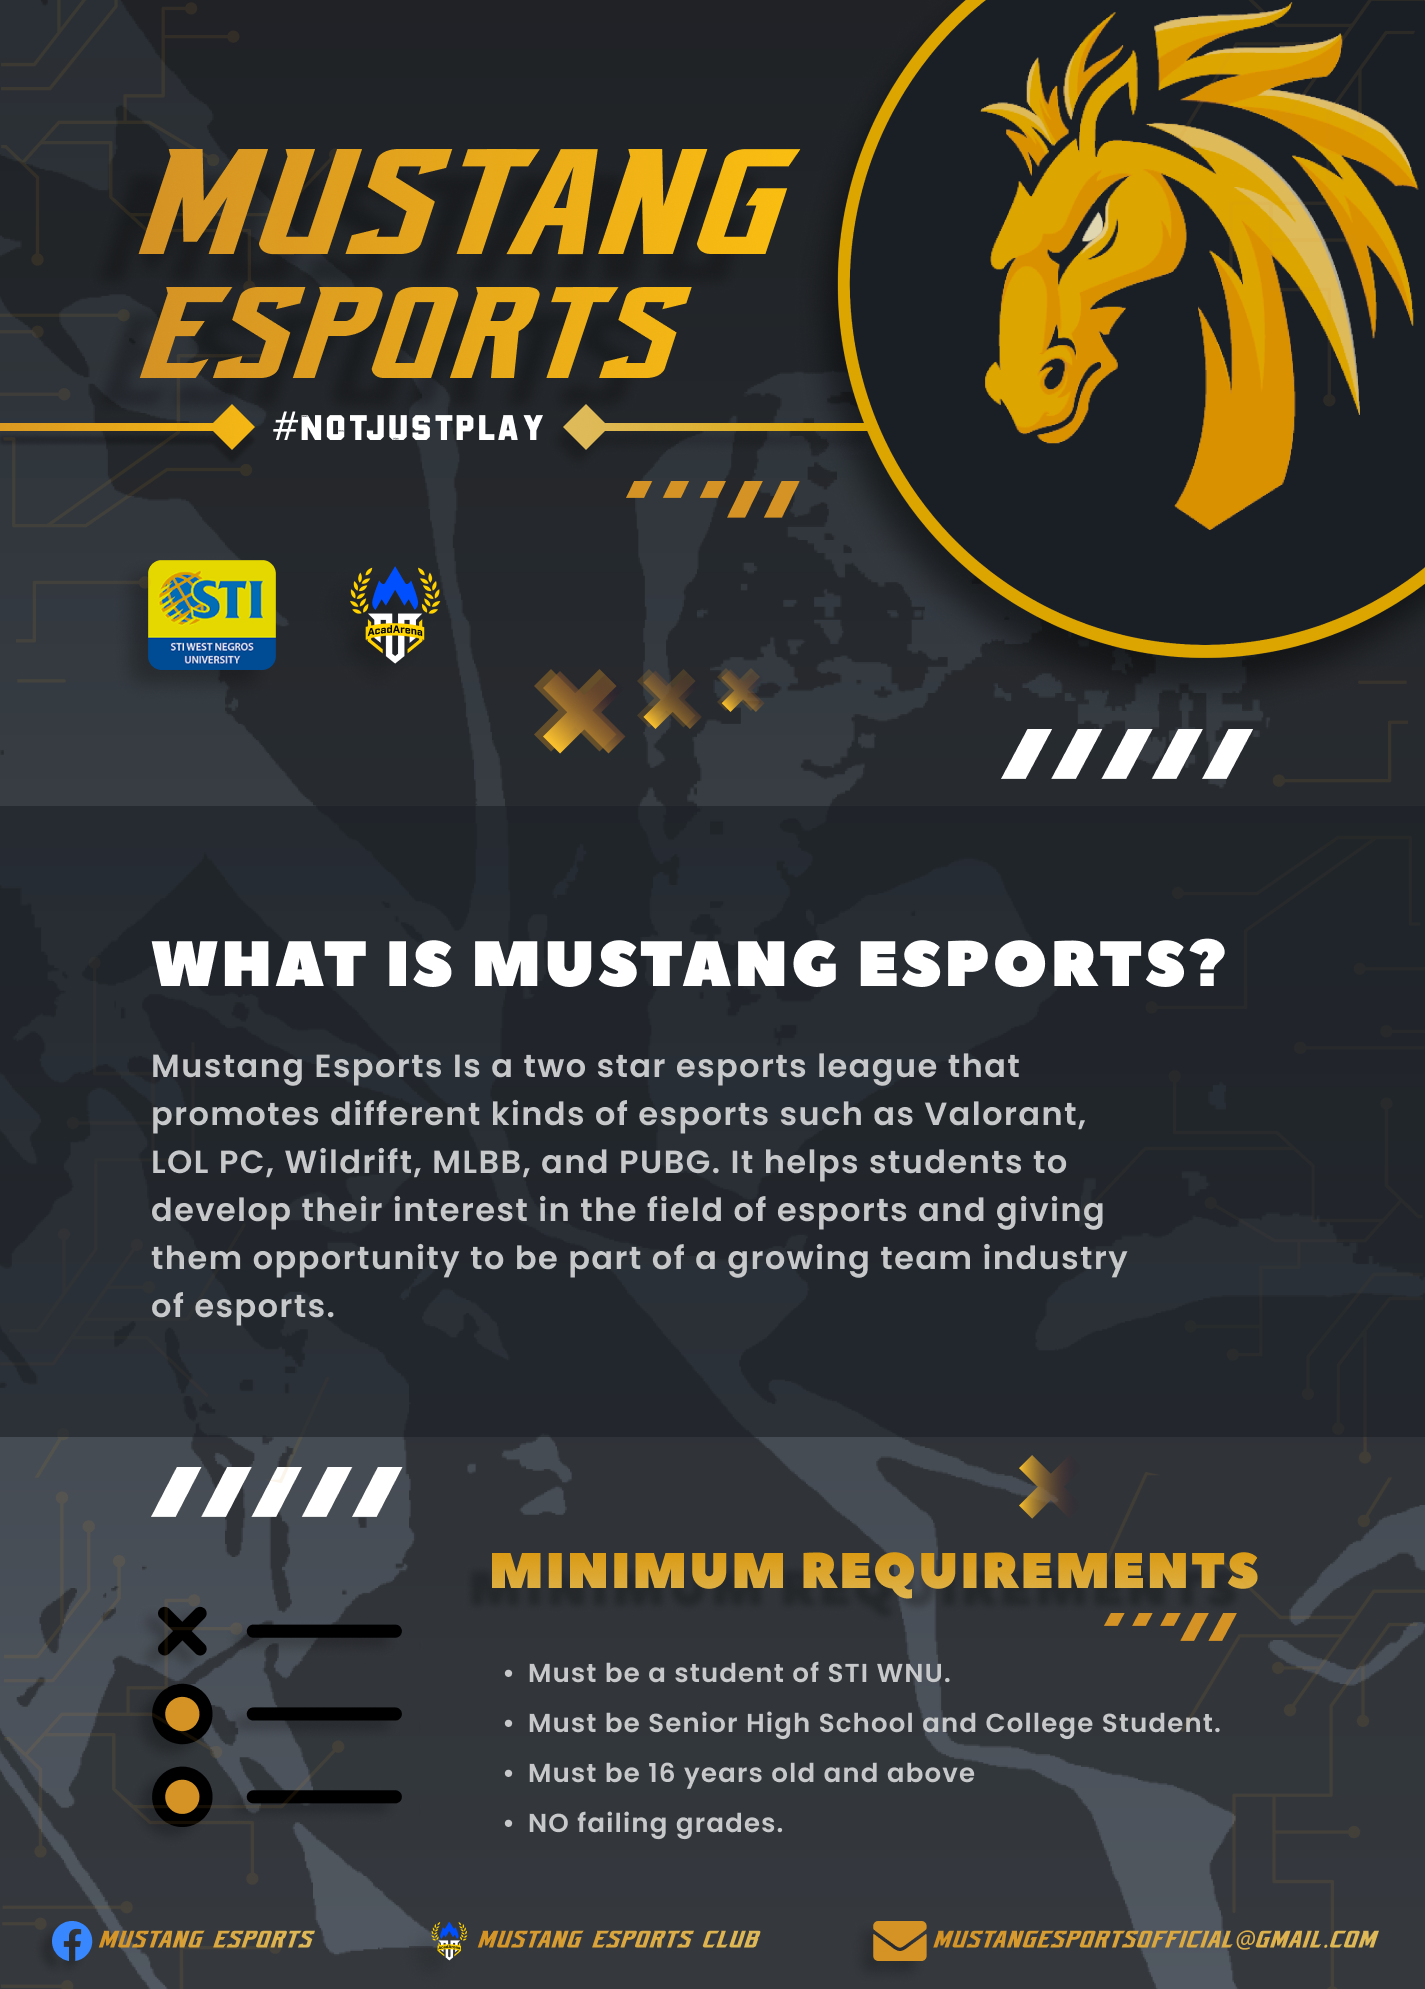 MUSTANG
ESPORTS
#NOTJUSTPLAY
STI
STI WEST NEGROS
UNIVERSITY
AcadArena
WHAT IS MUSTANG ESPORTS?
Mustang Esports Is a two star esports league that
promotes different kinds of esports such as Valorant,
LOL PC, Wildrift, MLBB, and PUBG. It helps students to
develop their interest in the field of esports and giving
them opportunity to be part of a growing team industry
of esports.
MINIMUM REQUIREMENTS
• Must be a student of STI WNU.
• Must be Senior High School and College Student.
• Must be 16 years old and above
• NO failing grades.
MUSTANG ESPORTS
MUSTANG ESPORTS CLUB
MUSTANGESPORTSOFFICIAL@GMAIL.COM